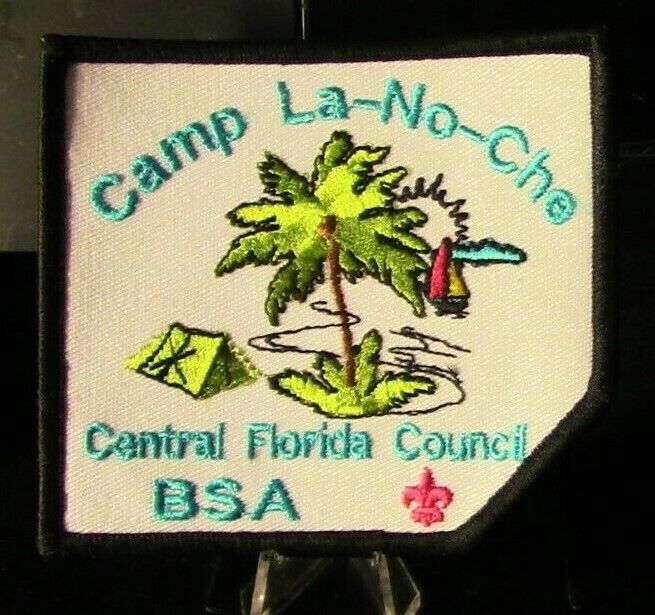 Camp La-No-Che
Central Florida Council
BSA